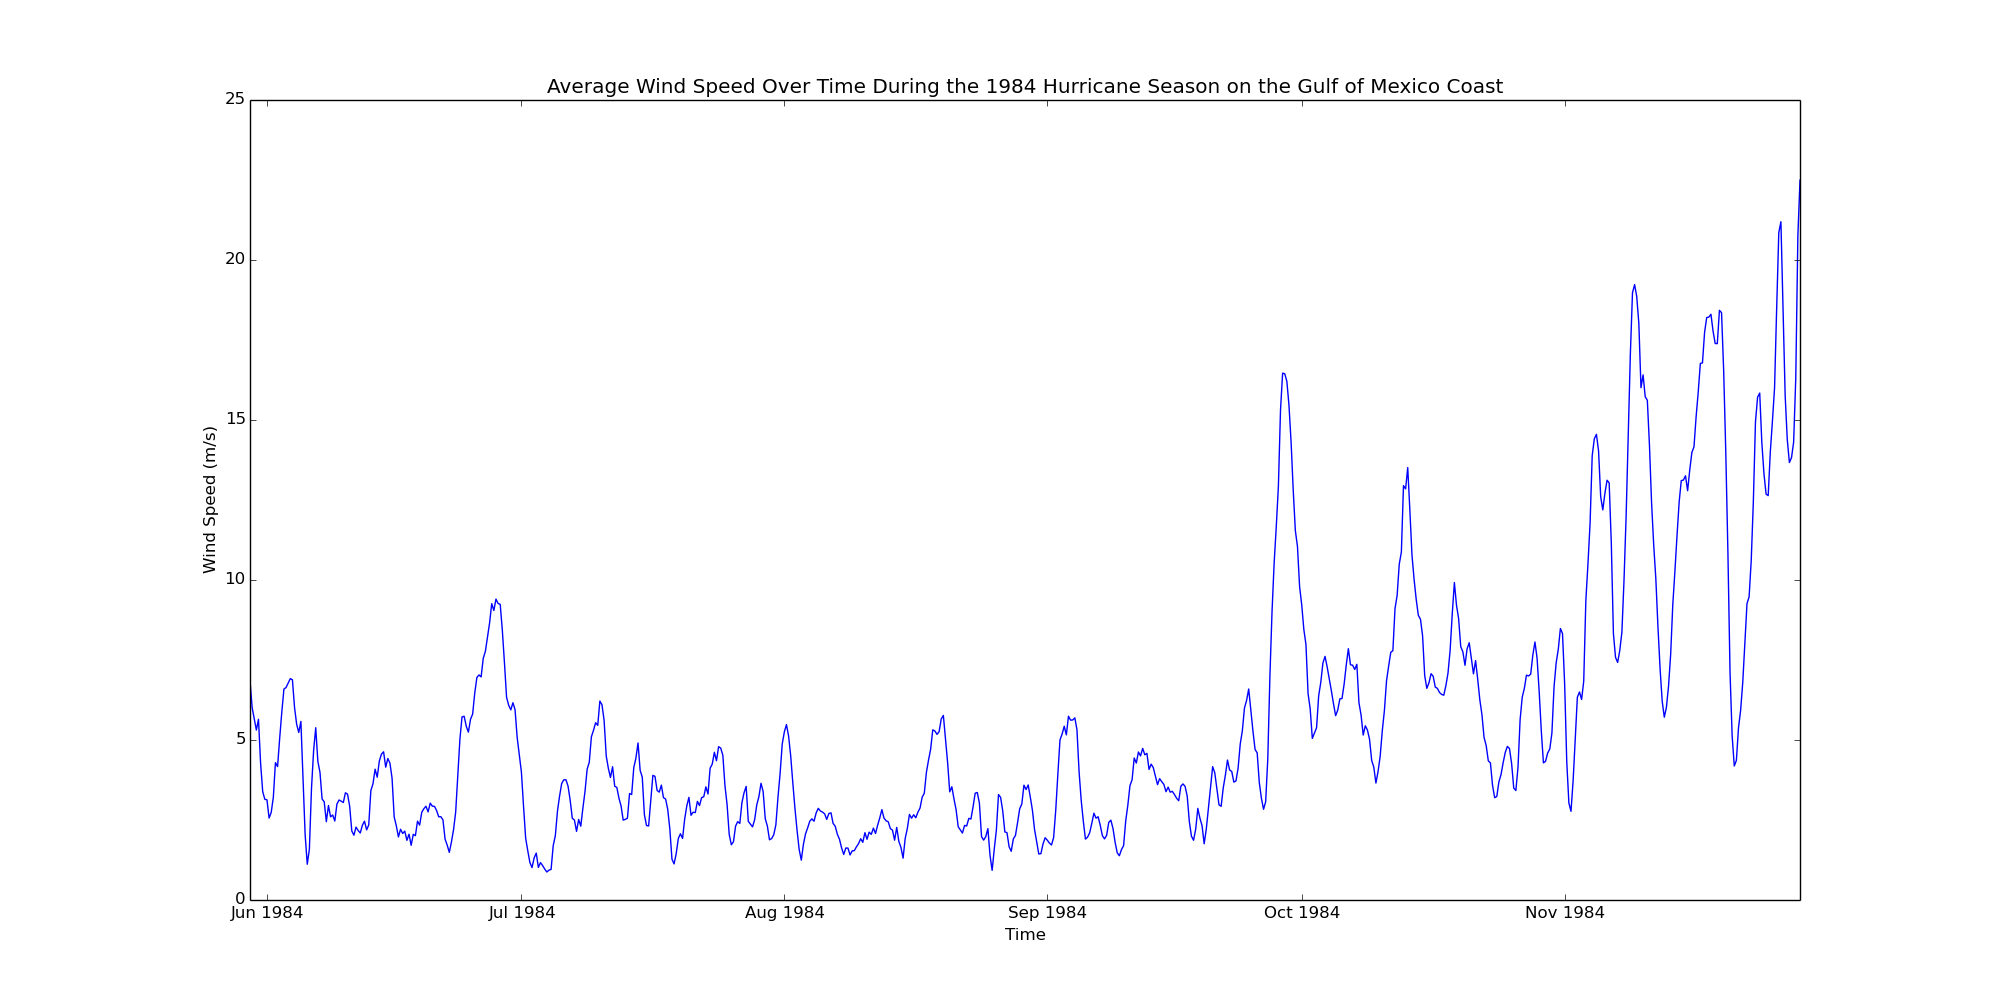 Average Wind Speed Over Time During the 1984 Hurricane Season on the Gulf of Mexico Coast
25
20
15
10
5
0
Wind Speed (m/s)
Jun 1984 Jul 1984 Aug 1984 Sep 1984 Oct 1984 Nov 1984
Time